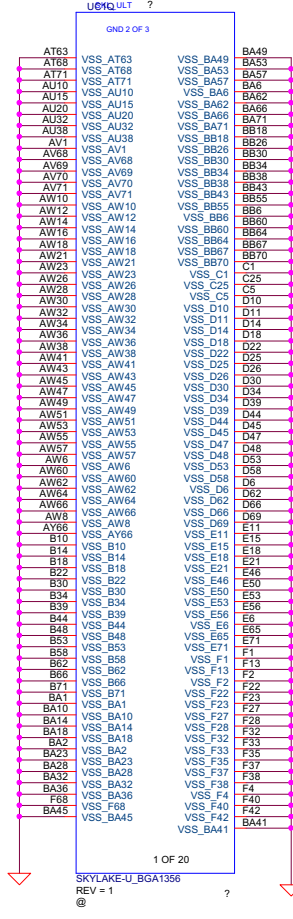 UC1Q
SKL_ULT
?
GND 2 OF 3
AT63 VSS_AT63 VSS_BA49 BA49
AT68 VSS_AT68 VSS_BA53 BA53
AT71 VSS_AT71 VSS_BA57 BA57
AU10 VSS_AU10 VSS_BA6 BA6
AU15 VSS_AU15 VSS_BA62 BA62
AU20 VSS_AU20 VSS_BA66 BA66
AU32 VSS_AU32 VSS_BA71 BA71
AU38 VSS_AU38 VSS_BB18 BB18
AV1 VSS_AV1 VSS_BB26 BB26
AV68 VSS_AV68 VSS_BB30 BB30
AV69 VSS_AV69 VSS_BB34 BB34
AV70 VSS_AV70 VSS_BB38 BB38
AV71 VSS_AV71 VSS_BB43 BB43
AW10 VSS_AW10 VSS_BB55 BB55
AW12 VSS_AW12 VSS_BB6 BB6
AW14 VSS_AW14 VSS_BB60 BB60
AW16 VSS_AW16 VSS_BB64 BB64
AW18 VSS_AW18 VSS_BB67 BB67
AW21 VSS_AW21 VSS_BB70 BB70
AW23 VSS_AW23 VSS_C1 C1
AW26 VSS_AW26 VSS_C25 C25
AW28 VSS_AW28 VSS_C5 C5
AW30 VSS_AW30 VSS_D10 D10
AW32 VSS_AW32 VSS_D11 D11
AW34 VSS_AW34 VSS_D14 D14
AW36 VSS_AW36 VSS_D18 D18
AW38 VSS_AW38 VSS_D22 D22
AW41 VSS_AW41 VSS_D25 D25
AW43 VSS_AW43 VSS_D26 D26
AW45 VSS_AW45 VSS_D30 D30
AW47 VSS_AW47 VSS_D34 D34
AW49 VSS_AW49 VSS_D39 D39
AW51 VSS_AW51 VSS_D44 D44
AW53 VSS_AW53 VSS_D45 D45
AW55 VSS_AW55 VSS_D47 D47
AW57 VSS_AW57 VSS_D48 D48
AW6 VSS_AW6 VSS_D53 D53
AW60 VSS_AW60 VSS_D58 D58
AW62 VSS_AW62 VSS_D6 D6
AW64 VSS_AW64 VSS_D62 D62
AW66 VSS_AW66 VSS_D66 D66
AW8 VSS_AW8 VSS_D69 D69
AY66 VSS_AY66 VSS_E11 E11
B10 VSS_B10 VSS_E15 E15
B14 VSS_B14 VSS_E18 E18
B18 VSS_B18 VSS_E21 E21
B22 VSS_B22 VSS_E46 E46
B30 VSS_B30 VSS_E50 E50
B34 VSS_B34 VSS_E53 E53
B39 VSS_B39 VSS_E56 E56
B44 VSS_B44 VSS_E6 E6
B48 VSS_B48 VSS_E65 E65
B53 VSS_B53 VSS_E71 E71
B58 VSS_B58 VSS_F1 F1
B62 VSS_B62 VSS_F13 F13
B66 VSS_B66 VSS_F2 F2
B71 VSS_B71 VSS_F22 F22
BA1 VSS_BA1 VSS_F23 F23
BA10 VSS_BA10 VSS_F27 F27
BA14 VSS_BA14 VSS_F28 F28
BA18 VSS_BA18 VSS_F32 F32
BA2 VSS_BA2 VSS_F33 F33
BA23 VSS_BA23 VSS_F35 F35
BA28 VSS_BA28 VSS_F37 F37
BA32 VSS_BA32 VSS_F38 F38
BA36 VSS_BA36 VSS_F4 F4
F68 VSS_F68 VSS_F40 F40
BA45 VSS_BA45 VSS_F42 F42
VSS_BA41 BA41
1 OF 20
SKYLAKE-U_BGA1356
REV = 1 ?
@